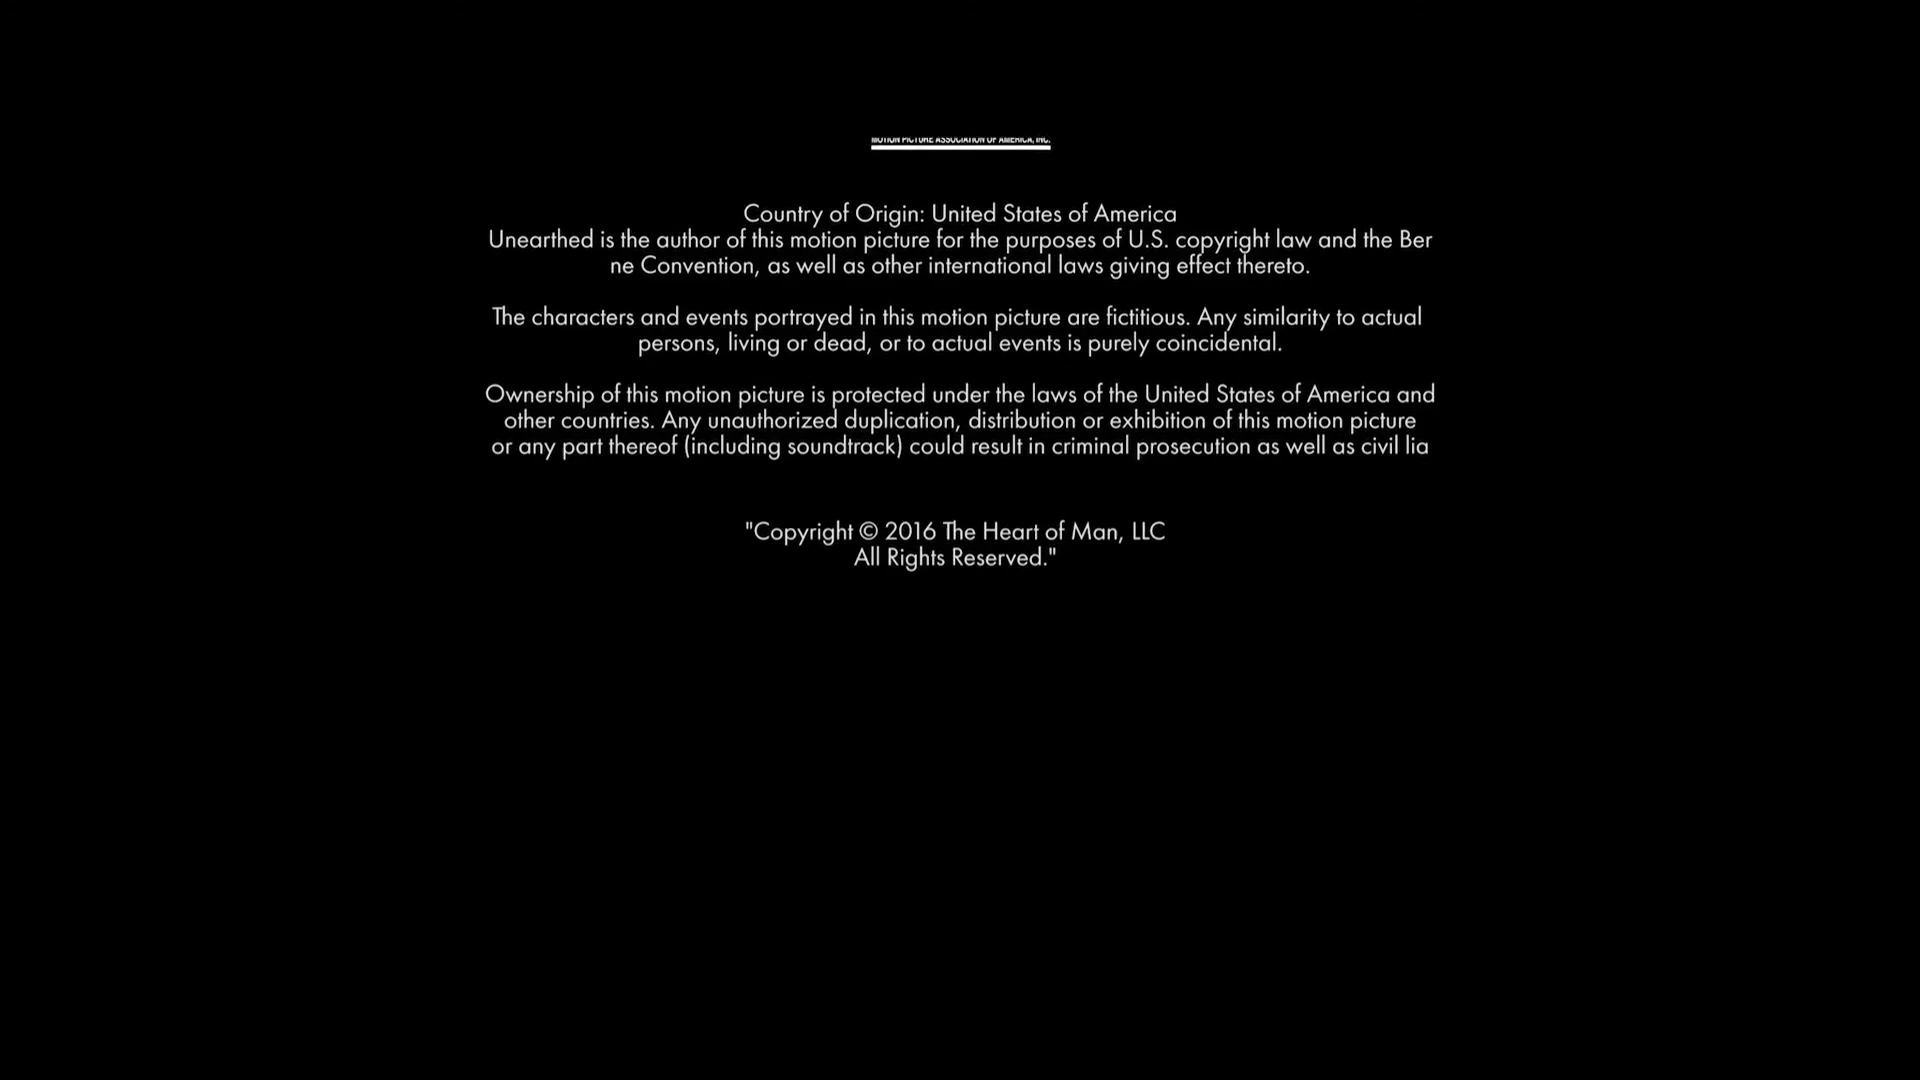 MOTION PICTURE ASSOCIATION OF AMERICA, INC.
Country of Origin: United States of America
Unearthed is the author of this motion picture for the purposes of U.S. copyright law and the Ber
ne Convention, as well as other international laws giving effect thereto.
The characters and events portrayed in this motion picture are fictitious. Any similarity to actual
persons, living or dead, or to actual events is purely coincidental.
Ownership of this motion picture is protected under the laws of the United States of America and
other countries. Any unauthorized duplication, distribution or exhibition of this motion picture
or any part thereof (including soundtrack) could result in criminal prosecution as well as civil lia
"Copyright © 2016 The Heart of Man, LLC
All Rights Reserved."